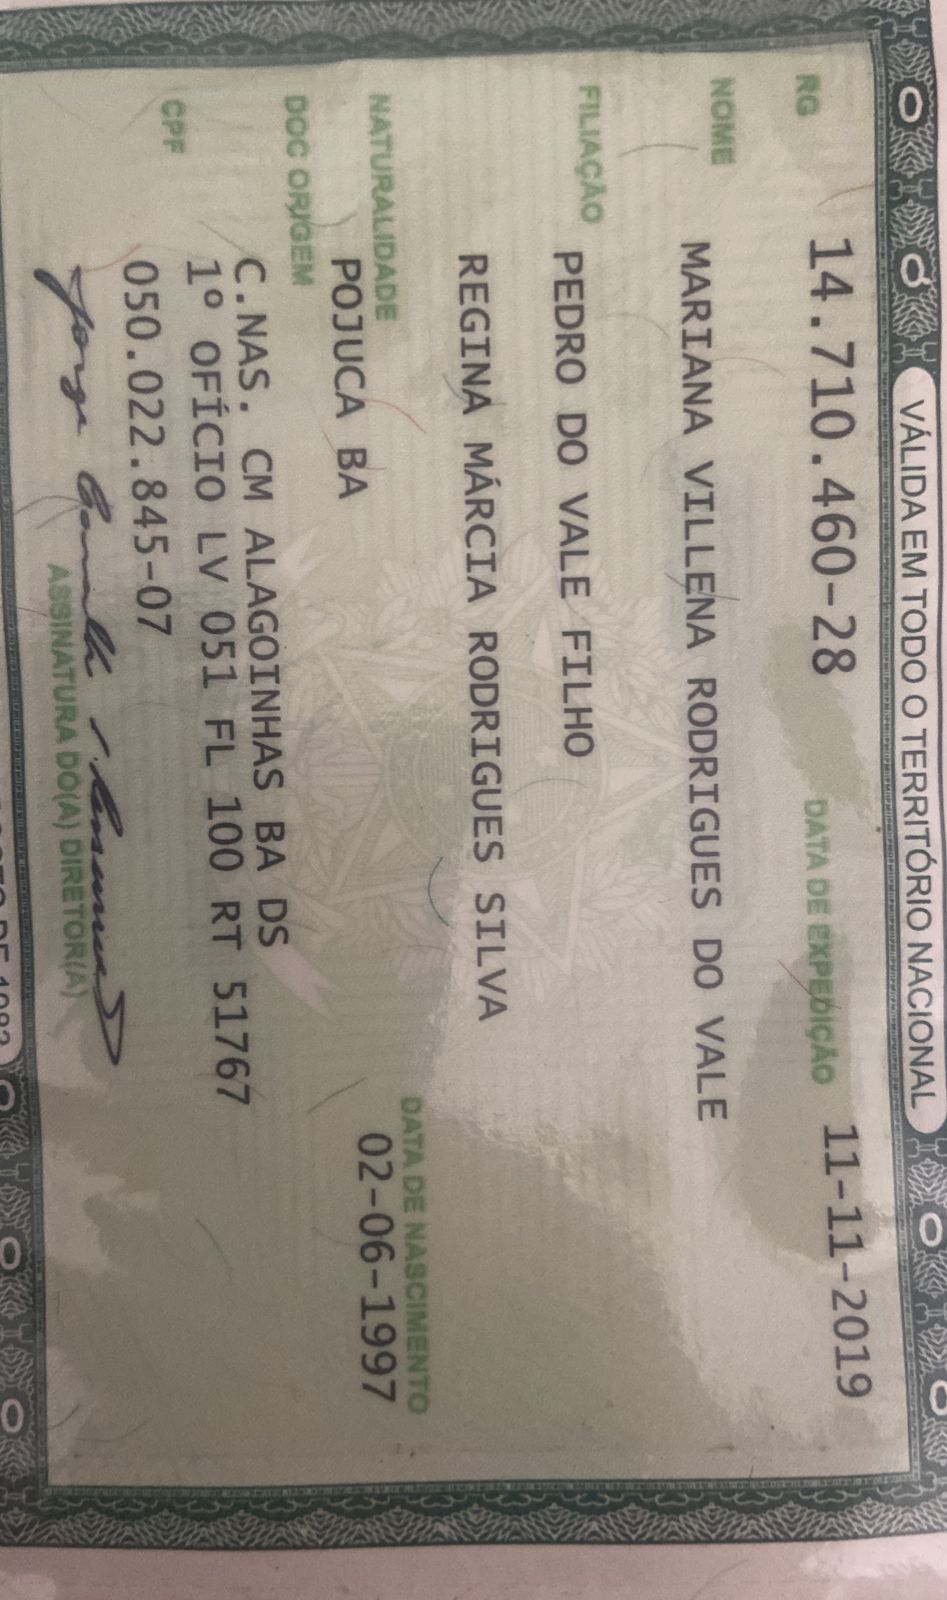 VÁLIDA EM TODO O TERRITÓRIO NACIONAL
RG 14.710.460-28 DATA DE EXPEDIÇÃO 11-11-2019
NOME MARIANA VILLENA RODRIGUES DO VALE
FILIAÇÃO PEDRO DO VALE FILHO
REGINA MÁRCIA RODRIGUES SILVA
NATURALIDADE POJUCA BA DATA DE NASCIMENTO 02-06-1997
DOC ORIGEM C.NAS. CM ALAGOINHAS BA DS
1º OFÍCIO LV 051 FL 100 RT 51767
CPF 050.022.845-07
ASSINATURA DO(A) DIRETOR(A)